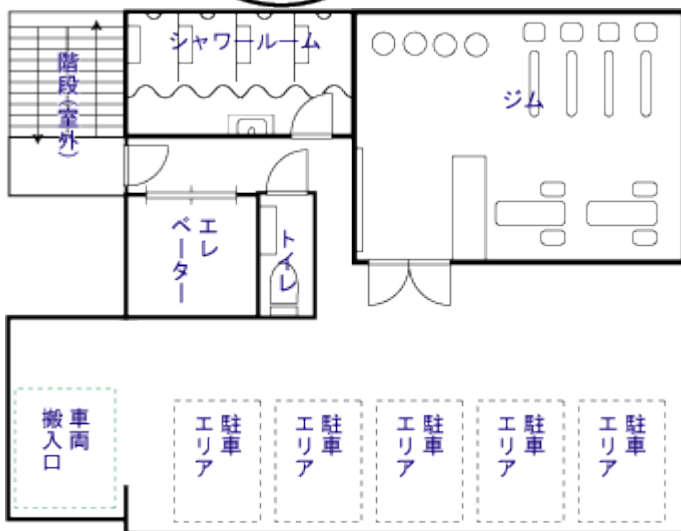 シャワールーム
階段(室外)
ジム
エレ
ベーター
トイレ
車両
搬入口
駐車
エリア
駐車
エリア
駐車
エリア
駐車
エリア
駐車
エリア